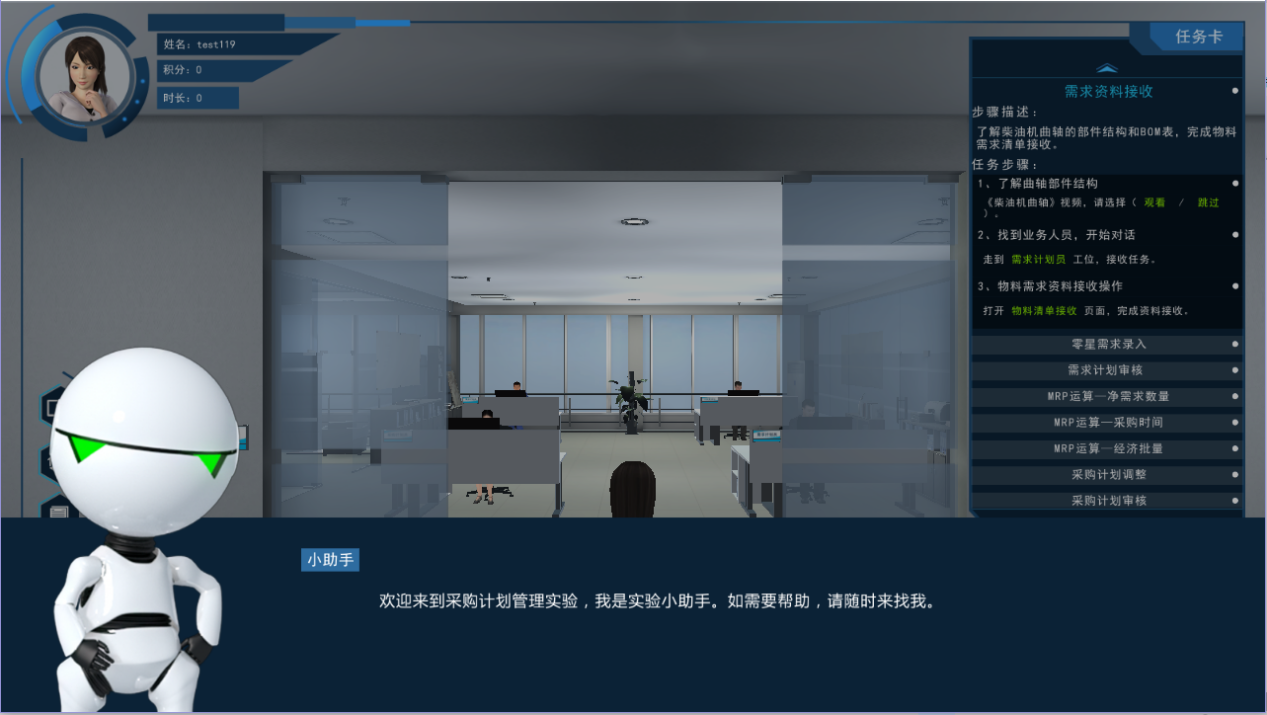 姓名：test119
积分：0
时长：0
任务卡
需求资料接收
步骤描述：
了解柴油机曲轴的部件结构和BOM表，完成物料
需求清单接收。
任务步骤：
1、了解曲轴部件结构
《柴油机曲轴》视频，请选择（ 观看 / 跳过
）。
2、找到业务人员，开始对话
走到 需求计划员 工位，接收任务。
3、物料需求资料接收操作
打开 物料清单接收 页面，完成资料接收。
零星需求录入
需求计划审核
MRP运算—净需求数量
MRP运算—采购时间
MRP运算—经济批量
采购计划调整
采购计划审核
小助手
欢迎来到采购计划管理实验，我是实验小助手。如需要帮助，请随时来找我。